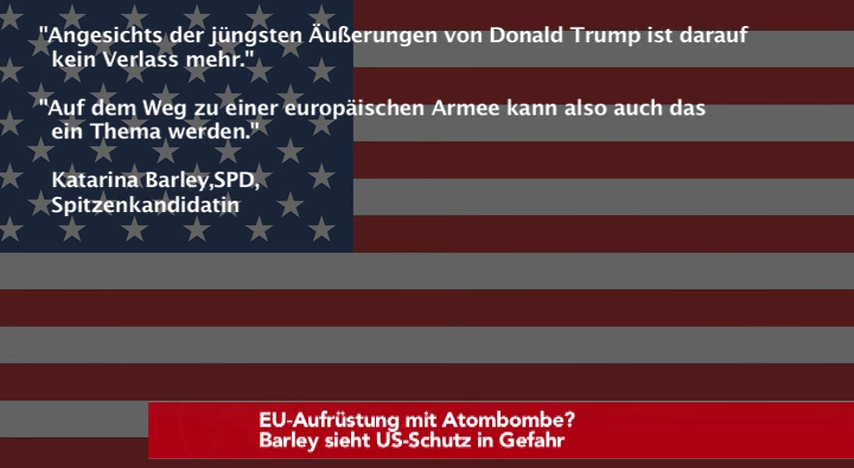 "Angesichts der jüngsten Äußerungen von Donald Trump ist darauf
kein Verlass mehr."
"Auf dem Weg zu einer europäischen Armee kann also auch das
ein Thema werden."
Katarina Barley,SPD,
Spitzenkandidatin
EU-Aufrüstung mit Atombombe?
Barley sieht US-Schutz in Gefahr